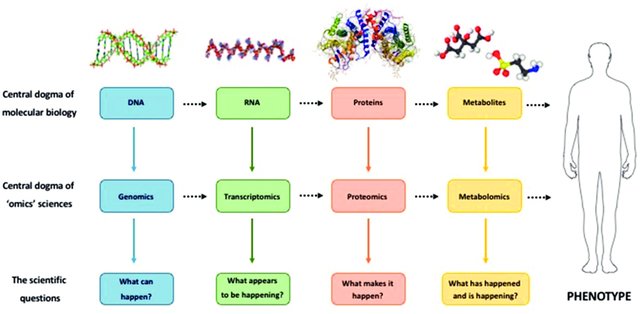 Central dogma of
molecular biology
DNA
RNA
Proteins
Metabolites
Central dogma of
'omics' sciences
Genomics
Transcriptomics
Proteomics
Metabolomics
The scientific
questions
What can
happen?
What appears
to be happening?
What makes it
happen?
What has happened
and is happening?
PHENOTYPE